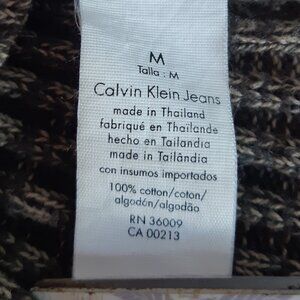 M
Talla : M
Calvin Klein Jeans
made in Thailand
fabriqué en Thaïlande
hecho en Tailandia
made in Tailândia
con insumos importados
100% cotton/coton/
algodón/algodão
RN 36009
CA 00213